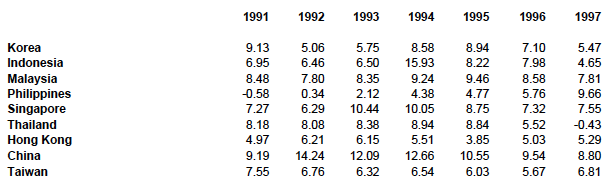 1991 1992 1993 1994 1995 1996 1997
Korea 9.13 5.06 5.75 8.58 8.94 7.10 5.47
Indonesia 6.95 6.46 6.50 15.93 8.22 7.98 4.65
Malaysia 8.48 7.80 8.35 9.24 9.46 8.58 7.81
Philippines -0.58 0.34 2.12 4.38 4.77 5.76 9.66
Singapore 7.27 6.29 10.44 10.05 8.75 7.32 7.55
Thailand 8.18 8.08 8.38 8.94 8.84 5.52 -0.43
Hong Kong 4.97 6.21 6.15 5.51 3.85 5.03 5.29
China 9.19 14.24 12.09 12.66 10.55 9.54 8.80
Taiwan 7.55 6.76 6.32 6.54 6.03 5.67 6.81